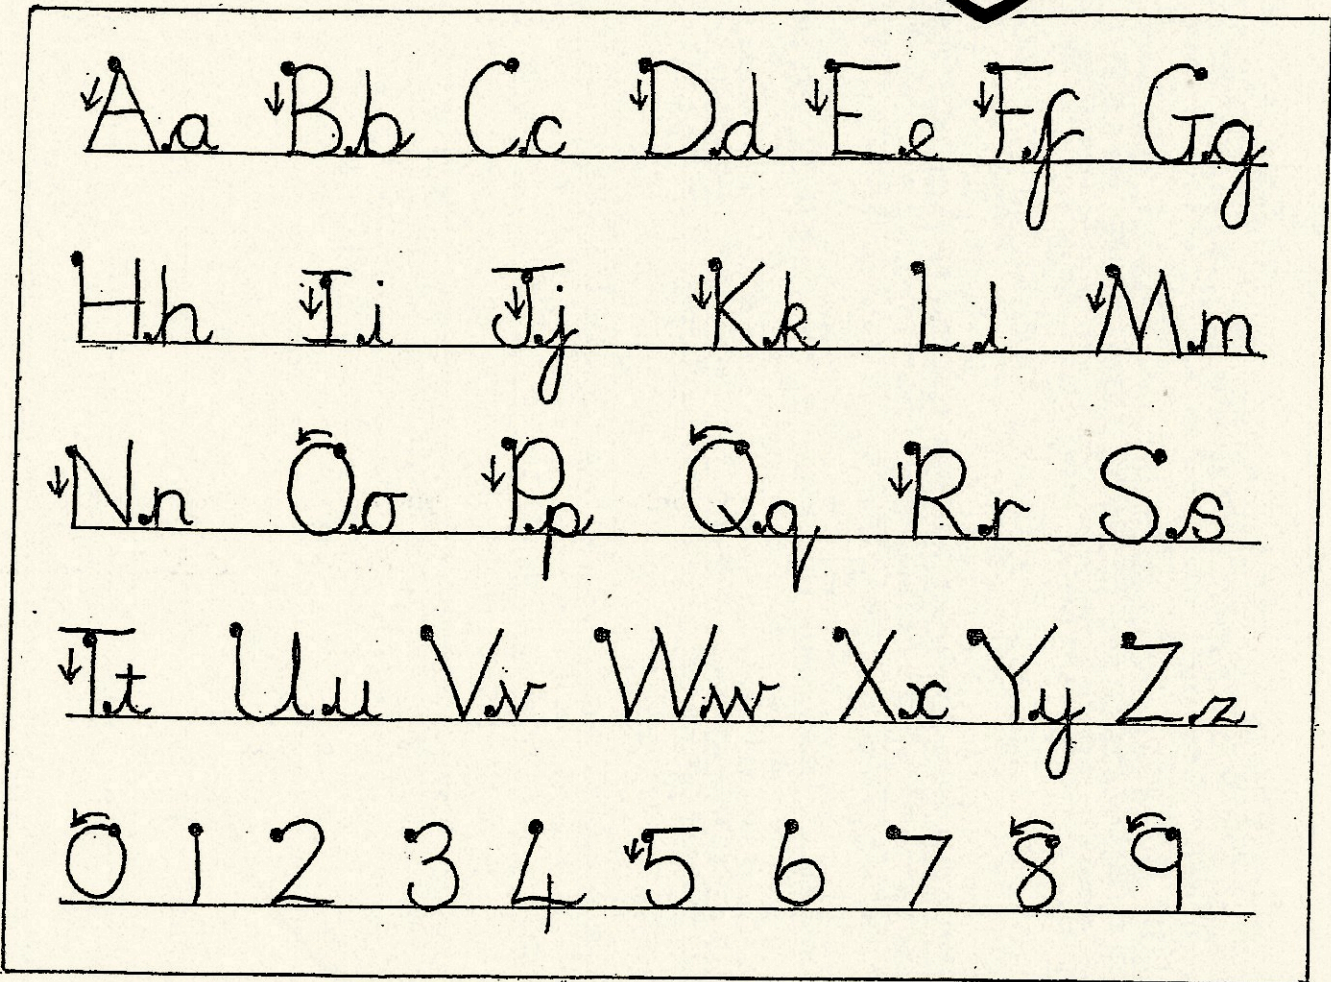 Aa Bb Cc Dd Ee Ff Gg
Hh Ii Jj Kk Ll Mm
Nn Oo Pp Qq Rr Ss
Tt Uu Vv Ww Xx Yy Zz
0 1 2 3 4 5 6 7 8 9